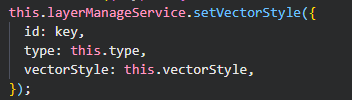 this.layerManageService.setVectorStyle({
  id: key,
  type: this.type,
  vectorStyle: this.vectorStyle,
});